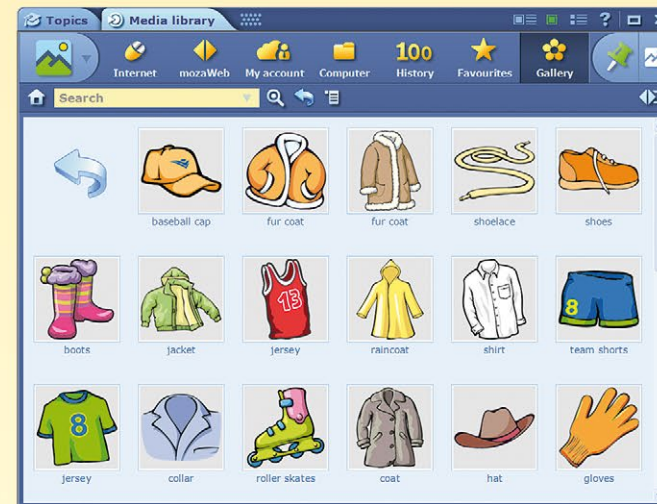 Topics Media library ?
Internet mozaWeb My account Computer 100 History Favourites Gallery
Search
baseball cap fur coat fur coat shoelace shoes
13 8
boots jacket jersey raincoat shirt team shorts
8
jersey collar roller skates coat hat gloves